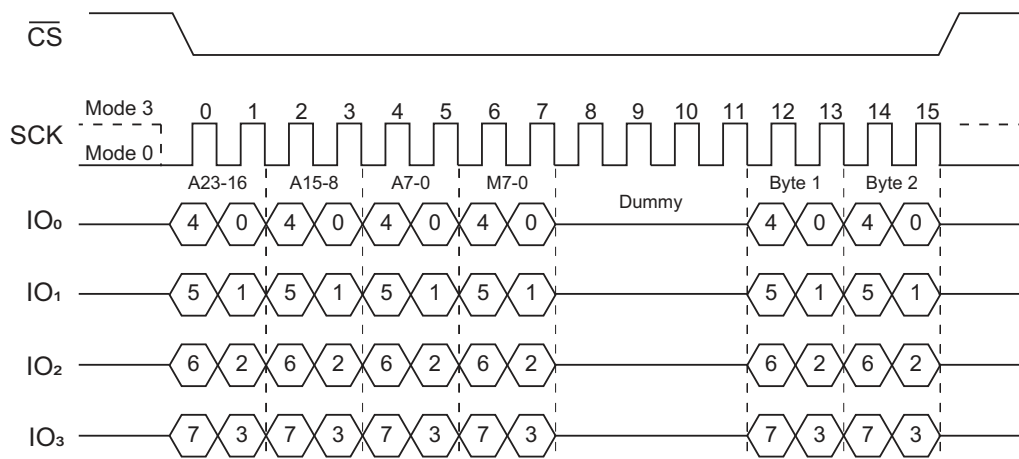 CS
Mode 3 0 1 2 3 4 5 6 7 8 9 10 11 12 13 14 15
SCK
Mode 0
A23-16 A15-8 A7-0 M7-0 Dummy Byte 1 Byte 2
IO₀ 4 0 4 0 4 0 4 0 4 0 4 0
IO₁ 5 1 5 1 5 1 5 1 5 1 5 1
IO₂ 6 2 6 2 6 2 6 2 6 2 6 2
IO₃ 7 3 7 3 7 3 7 3 7 3 7 3